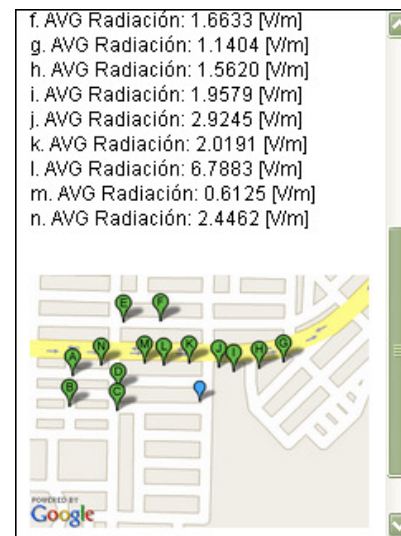 f. AVG Radiación: 1.6633 [V/m]
g. AVG Radiación: 1.1404 [V/m]
h. AVG Radiación: 1.5620 [V/m]
i. AVG Radiación: 1.9579 [V/m]
j. AVG Radiación: 2.9245 [V/m]
k. AVG Radiación: 2.0191 [V/m]
l. AVG Radiación: 6.7883 [V/m]
m. AVG Radiación: 0.6125 [V/m]
n. AVG Radiación: 2.4462 [V/m]
E F
A N M L K J I H G
D
B C
POWERED BY
Google